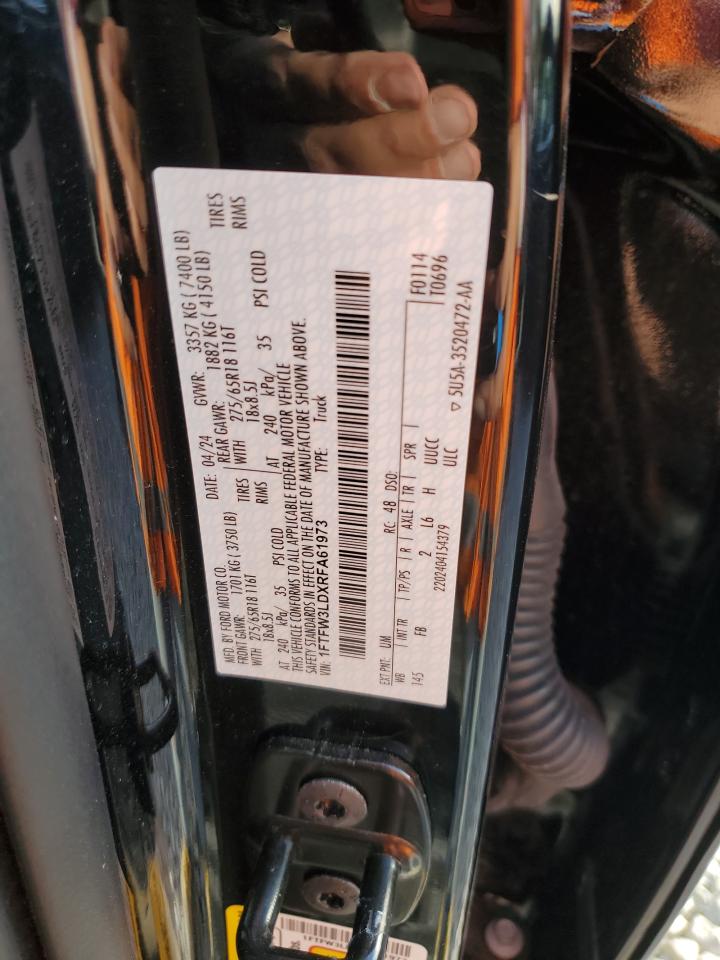 MFD. BY FORD MOTOR CO. DATE: 04/24 GVWR: 3357 KG ( 7400 LB)
FRONT GAWR: 1701 KG ( 3750 LB) REAR GAWR: 1882 KG ( 4150 LB)
WITH 275/65R18 116T TIRES WITH 275/65R18 116T TIRES
18x8.5J RIMS 18x8.5J RIMS
AT 240 kPa/ 35 PSI COLD AT 240 kPa/ 35 PSI COLD
THIS VEHICLE CONFORMS TO ALL APPLICABLE FEDERAL MOTOR VEHICLE
SAFETY STANDARDS IN EFFECT ON THE DATE OF MANUFACTURE SHOWN ABOVE.
VIN: 1FTFW3LDXRFA61973 TYPE: Truck
EXT PNT: UM RC: 48 DSO: F0114
WB INT TR TP/PS R AXLE TR SPR T0696
145 FB 2 L6 H UUCC
2202404154379 ULC ▽ 5U5A-3520472-AA
1FTFW3L